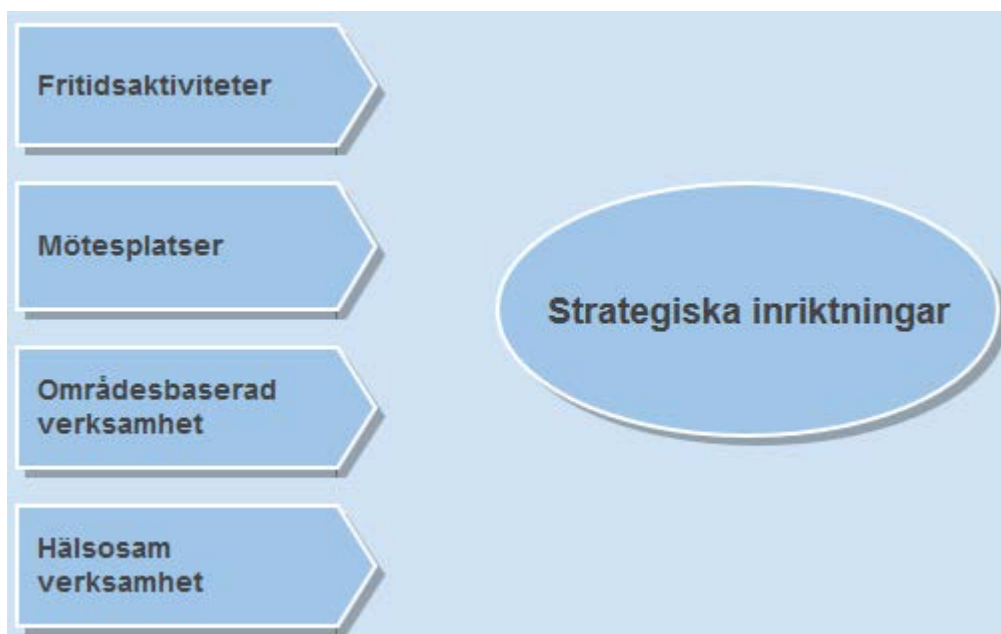 Fritidsaktiviteter
Mötesplatser
Områdesbaserad
verksamhet
Hälsosam
verksamhet
Strategiska inriktningar